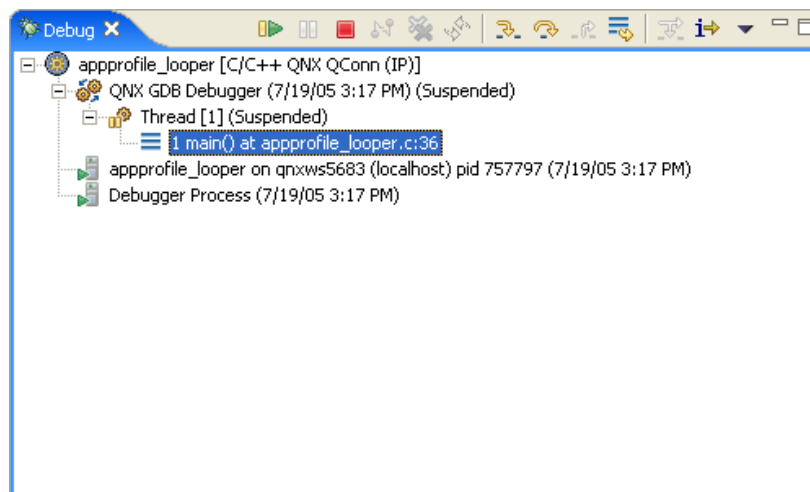 Debug
appprofile_looper [C/C++ QNX QConn (IP)]
QNX GDB Debugger (7/19/05 3:17 PM) (Suspended)
Thread [1] (Suspended)
1 main() at appprofile_looper.c:36
appprofile_looper on qnxws5683 (localhost) pid 757797 (7/19/05 3:17 PM)
Debugger Process (7/19/05 3:17 PM)